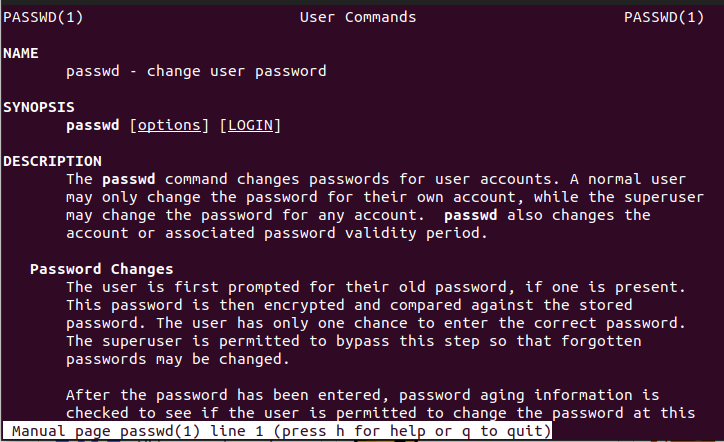 PASSWD(1) User Commands PASSWD(1)
NAME
passwd - change user password
SYNOPSIS
passwd [options] [LOGIN]
DESCRIPTION
The passwd command changes passwords for user accounts. A normal user
may only change the password for their own account, while the superuser
may change the password for any account. passwd also changes the
account or associated password validity period.
Password Changes
The user is first prompted for their old password, if one is present.
This password is then encrypted and compared against the stored
password. The user has only one chance to enter the correct password.
The superuser is permitted to bypass this step so that forgotten
passwords may be changed.
After the password has been entered, password aging information is
checked to see if the user is permitted to change the password at this
Manual page passwd(1) line 1 (press h for help or q to quit)